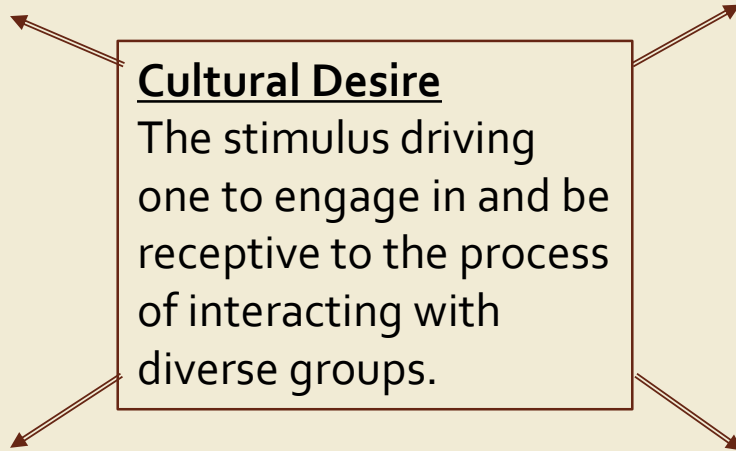 Cultural Desire
The stimulus driving
one to engage in and be
receptive to the process
of interacting with
diverse groups.